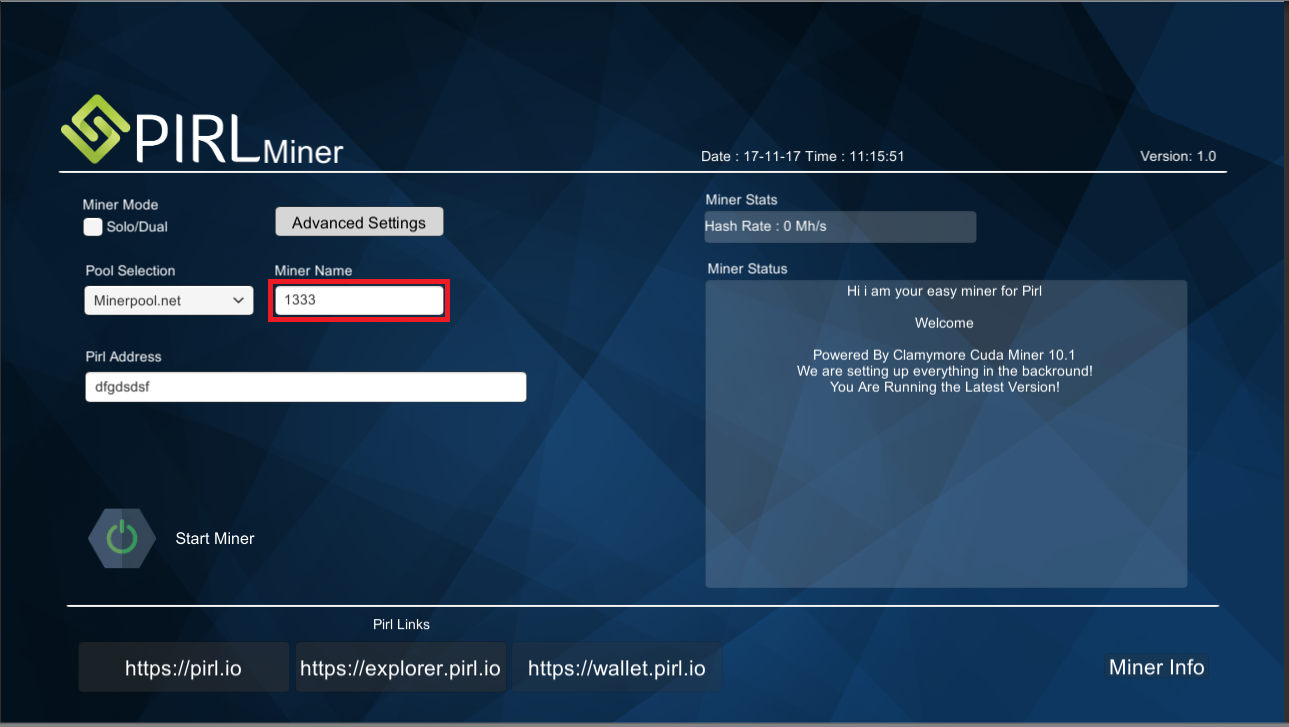 PIRL Miner
Date : 17-11-17 Time : 11:15:51
Version: 1.0
Miner Mode
Solo/Dual
Advanced Settings
Pool Selection
Miner Name
Minerpool.net
1333
Pirl Address
dfgdsdsf
Start Miner
Miner Stats
Hash Rate : 0 Mh/s
Miner Status
Hi i am your easy miner for Pirl
Welcome
Powered By Clamymore Cuda Miner 10.1
We are setting up everything in the backround!
You Are Running the Latest Version!
Pirl Links
https://pirl.io
https://explorer.pirl.io
https://wallet.pirl.io
Miner Info